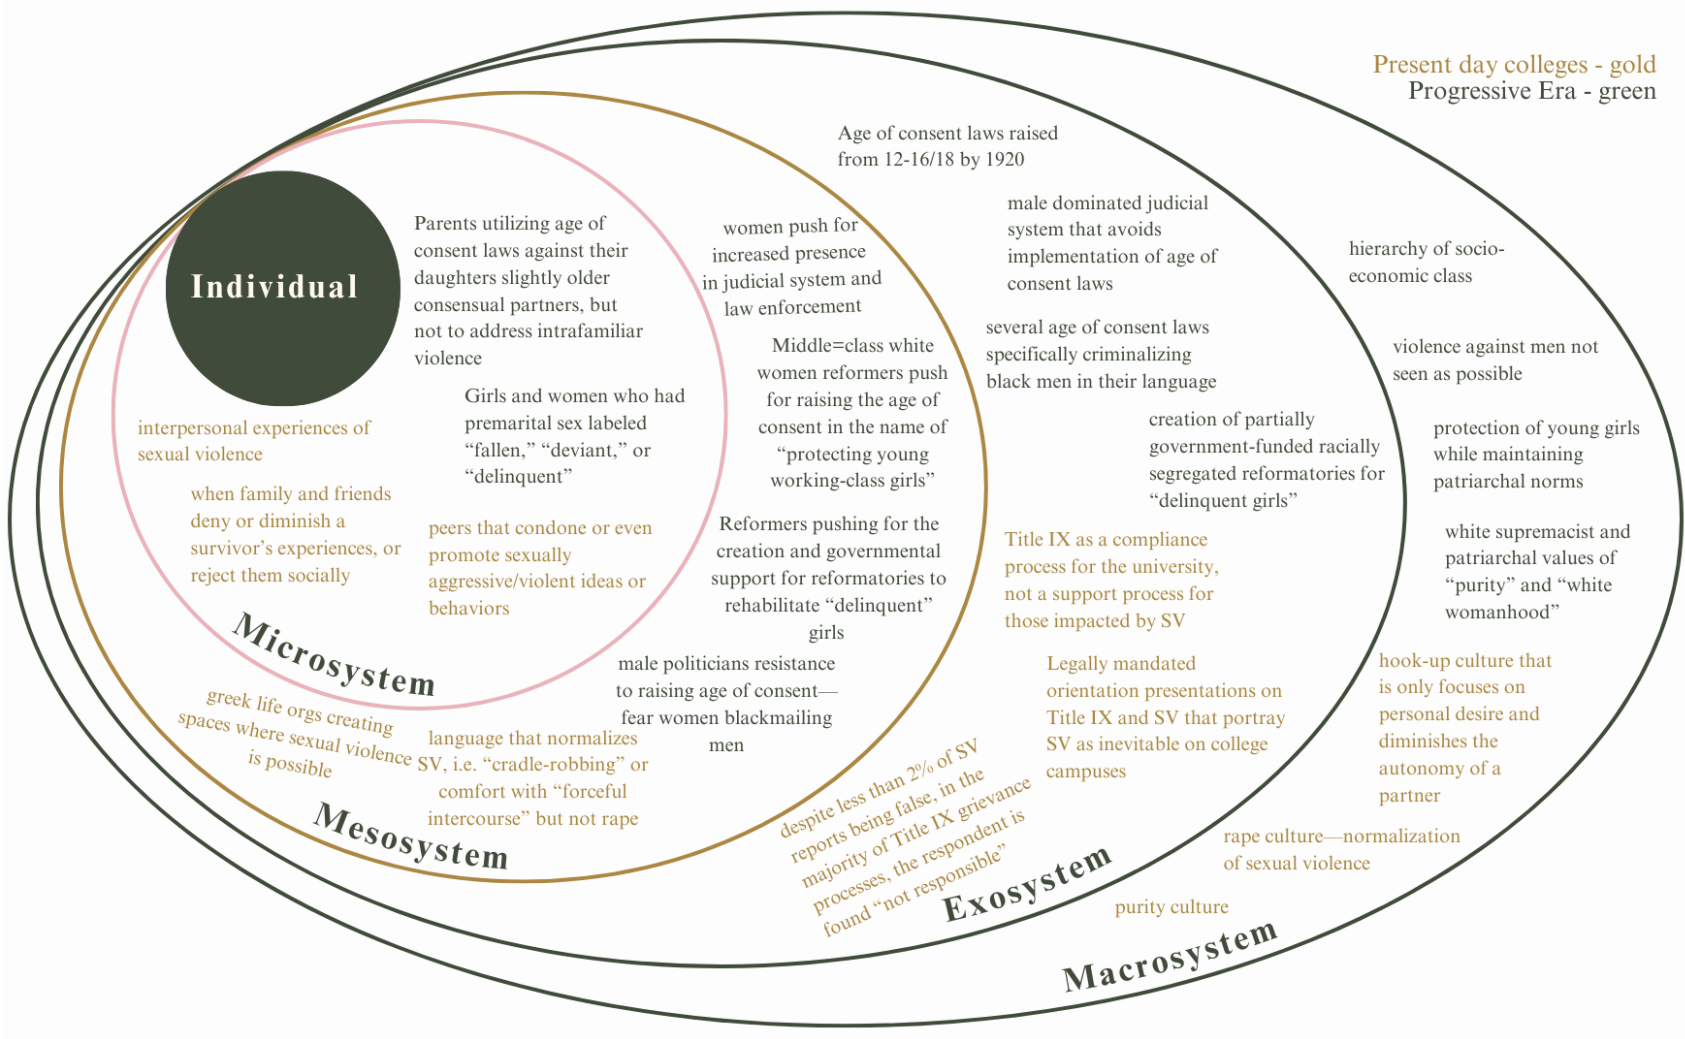 Present day colleges - gold
Progressive Era - green
Individual
Parents utilizing age of
consent laws against their
daughters slightly older
consensual partners, but
not to address intrafamiliar
violence
Girls and women who had
premarital sex labeled
“fallen,” “deviant,” or
“delinquent”
interpersonal experiences of
sexual violence
when family and friends
deny or diminish a
survivor’s experiences, or
reject them socially
peers that condone or even
promote sexually
aggressive/violent ideas or
behaviors
Microsystem
women push for
increased presence
in judicial system and
law enforcement
Middle=class white
women reformers push
for raising the age of
consent in the name of
“protecting young
working-class girls”
Reformers pushing for the
creation and governmental
support for reformatories to
rehabilitate “delinquent”
girls
male politicians resistance
to raising age of consent—
fear women blackmailing
men
greek life orgs creating
spaces where sexual violence
is possible
language that normalizes
SV, i.e. “cradle-robbing” or
comfort with “forceful
intercourse” but not rape
Mesosystem
Age of consent laws raised
from 12-16/18 by 1920
male dominated judicial
system that avoids
implementation of age of
consent laws
several age of consent laws
specifically criminalizing
black men in their language
creation of partially
government-funded racially
segregated reformatories for
“delinquent girls”
Title IX as a compliance
process for the university,
not a support process for
those impacted by SV
Legally mandated
orientation presentations on
Title IX and SV that portray
SV as inevitable on college
campuses
despite less than 2% of SV
reports being false, in the
majority of Title IX grievance
processes, the respondent is
found “not responsible”
Exosystem
hierarchy of socio-
economic class
violence against men not
seen as possible
protection of young girls
while maintaining
patriarchal norms
white supremacist and
patriarchal values of
“purity” and “white
womanhood”
hook-up culture that
is only focuses on
personal desire and
diminishes the
autonomy of a
partner
rape culture—normalization
of sexual violence
purity culture
Macrosystem